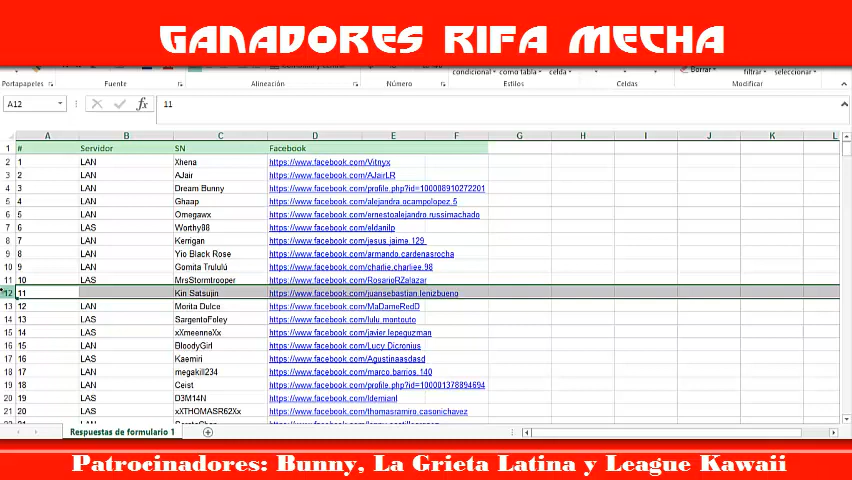 GANADORES RIFA MECHA
condicional como tabla celda Borrar filtrar seleccionar
Portapapeles Fuente Alineación Número Estilos Celdas Modificar
A12 fx 11
A B C D E F G H I J K L
1 # Servidor SN Facebook
2 1 LAN Xhena https://www.facebook.com/Vitnyx
3 2 LAN AJair https://www.facebook.com/AJairLR
4 3 LAN Dream Bunny https://www.facebook.com/profile.php?id=100008910272201
5 4 LAN Ghaap https://www.facebook.com/alejandra.ocampolopez.5
6 5 LAN Omegawx https://www.facebook.com/ernestoalejandro.russimachado
7 6 LAS Worthy88 https://www.facebook.com/eldanilp
8 7 LAN Kerrigan https://www.facebook.com/jesus.jaime.129
9 8 LAN Yio Black Rose https://www.facebook.com/armando.cardenasrocha
10 9 LAN Gomita Trululú https://www.facebook.com/charlie.charliee.98
11 10 LAS MrsStormtrooper https://www.facebook.com/RosarioRZalazar
12 11 Kin Satsujin https://www.facebook.com/juansebastian.lenizbueno
13 12 LAN Morita Dulce https://www.facebook.com/MaDameRedD
14 13 LAS SargentoFoley https://www.facebook.com/lulu.montouto
15 14 LAS xXmeenneXx https://www.facebook.com/javier.lepeguzman
16 15 LAN BloodyGirl https://www.facebook.com/Lucy.Dicronius
17 16 LAS Kaemiri https://www.facebook.com/Agustinaasdasd
18 17 LAN megakill234 https://www.facebook.com/marco.barrios.140
19 18 LAN Ceist https://www.facebook.com/profile.php?id=100001378894694
20 19 LAS D3M14N https://www.facebook.com/Idemianl
21 20 LAS xXTHOMASR62Xx https://www.facebook.com/thomasramiro.casonichavez
Respuestas de formulario 1
Patrocinadores: Bunny, La Grieta Latina y League Kawaii